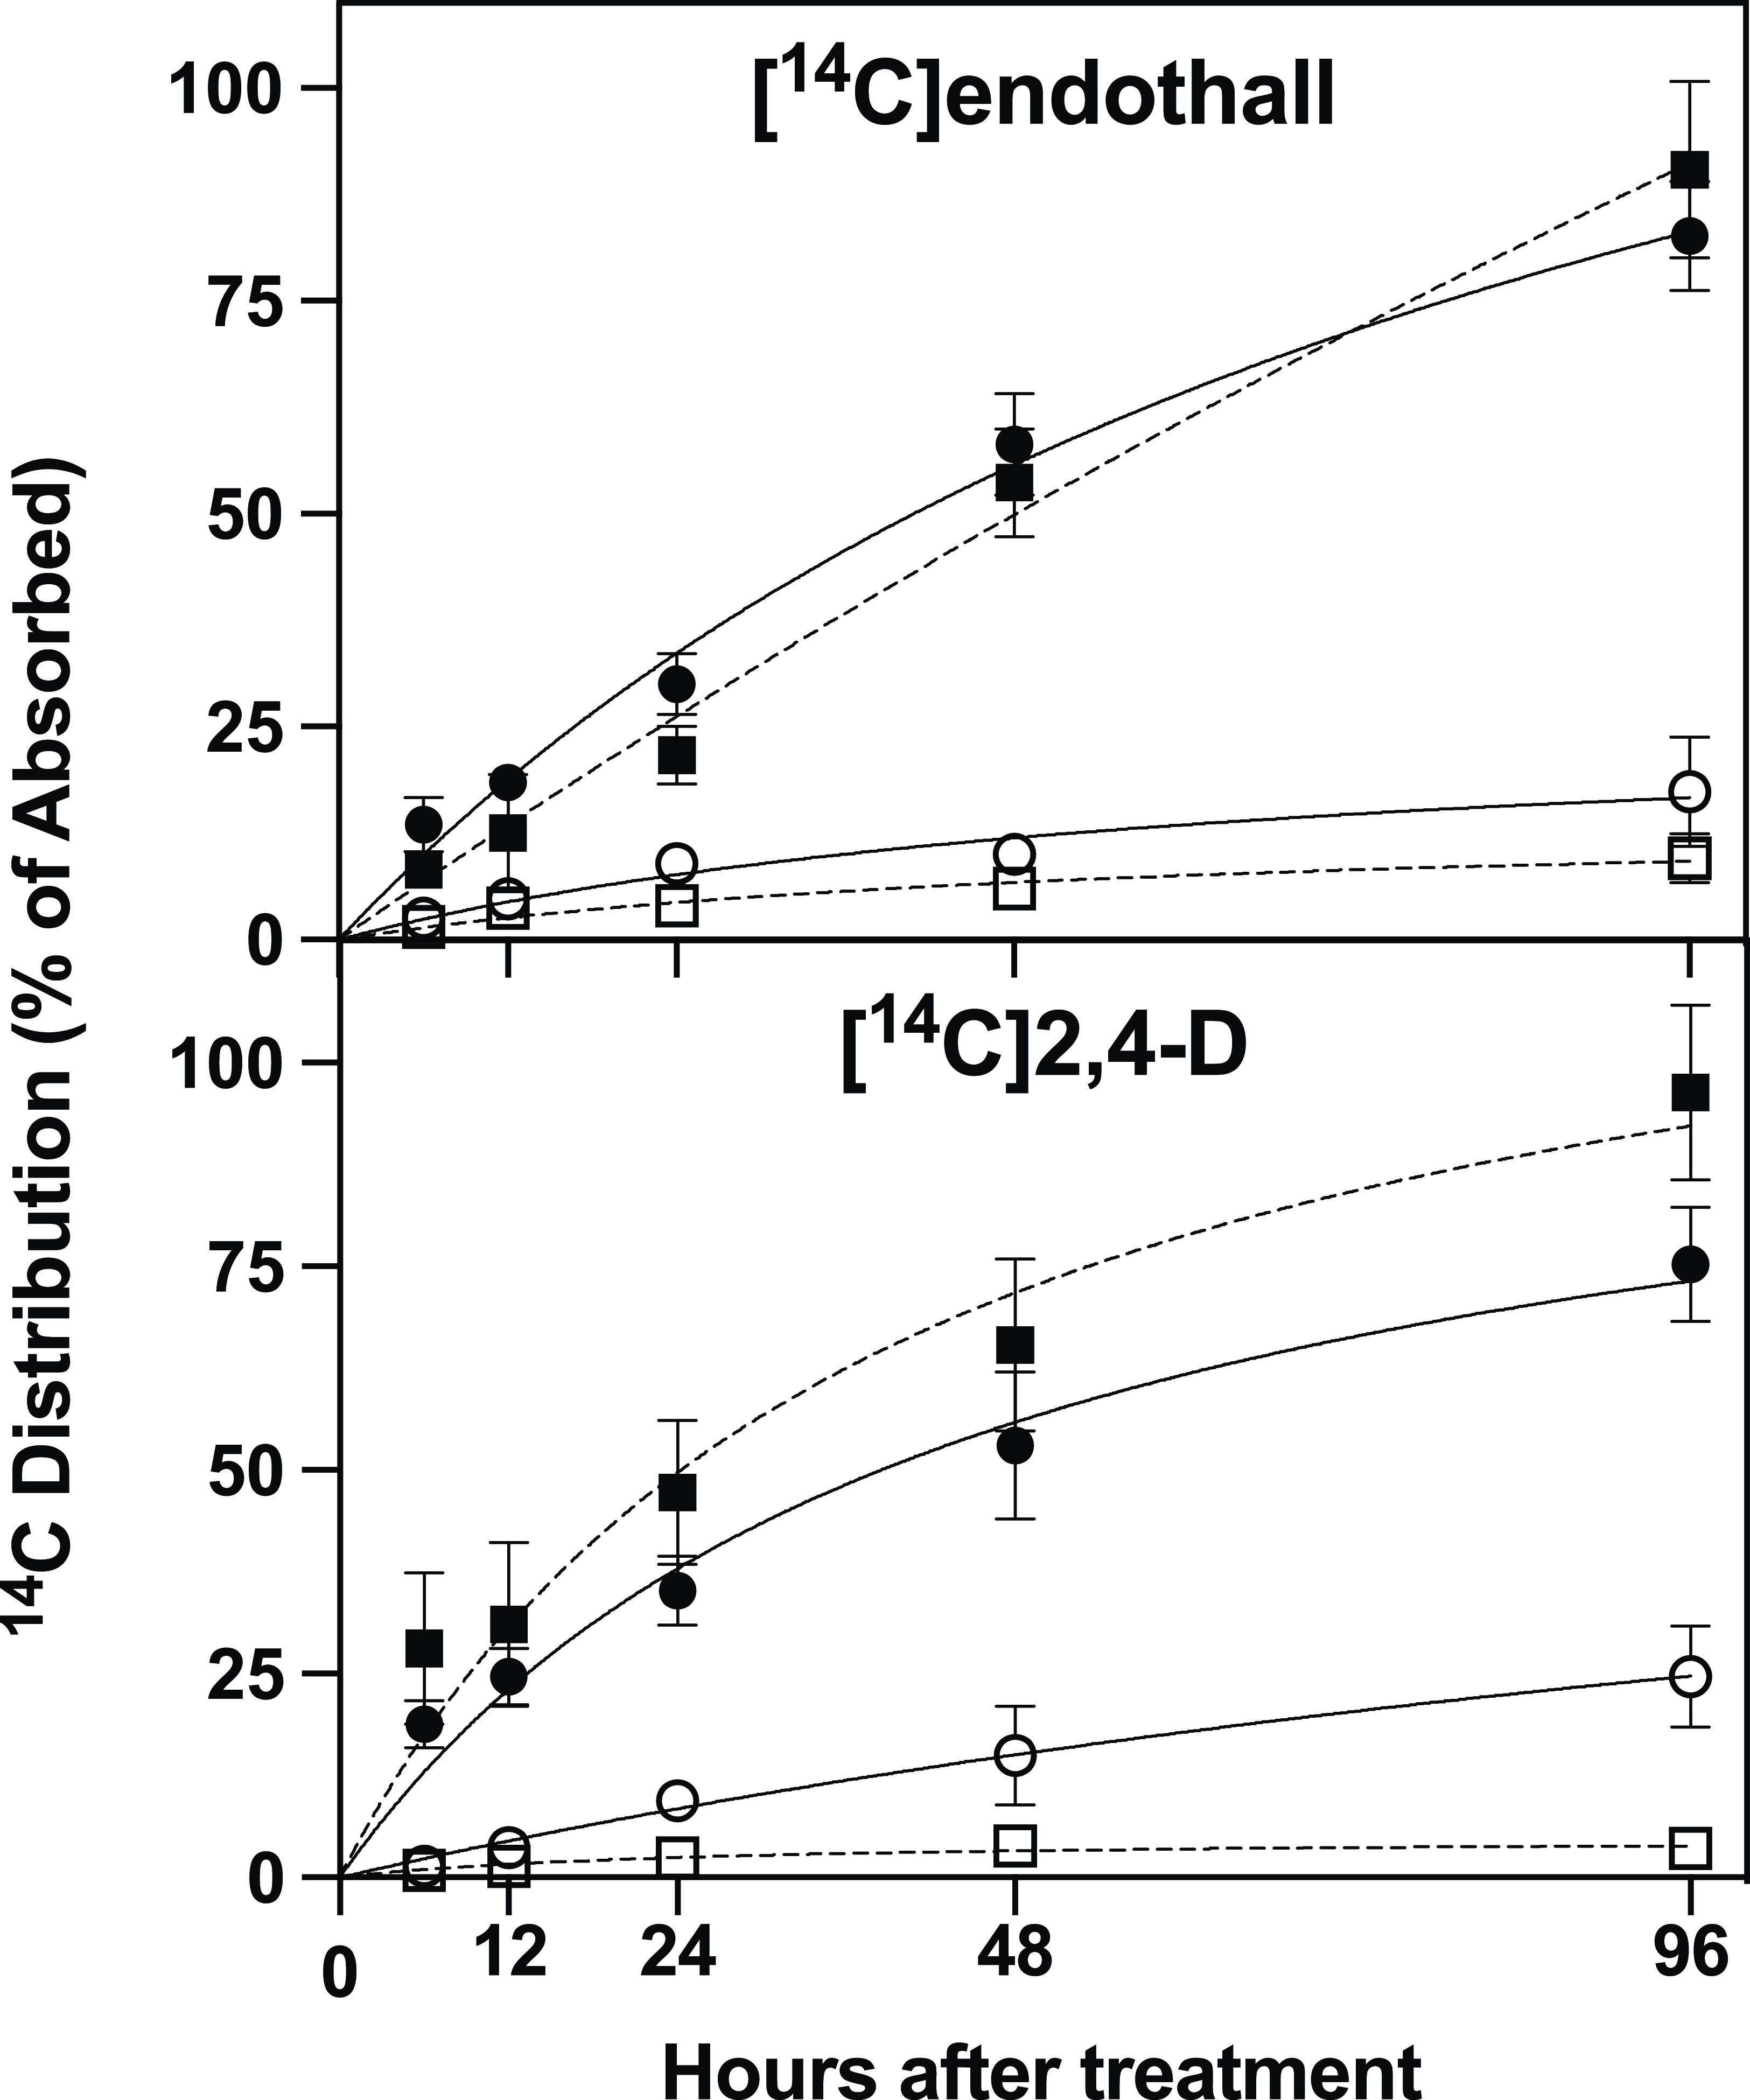 [¹⁴C]endothall
100
75
50
25
0
¹⁴C Distribution (% of Absorbed)
[¹⁴C]2,4-D
100
75
50
25
0
0 12 24 48 96
Hours after treatment